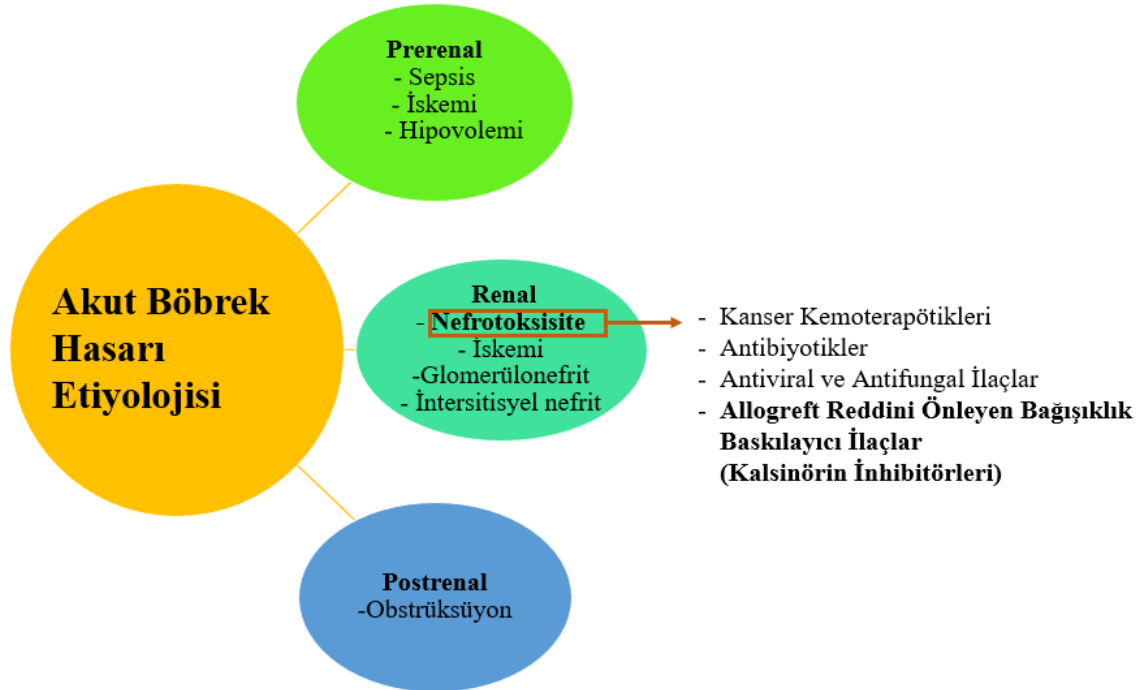 Prerenal
- Sepsis
- İskemi
- Hipovolemi
Akut Böbrek
Hasarı
Etiyolojisi
Renal
- Nefrotoksisite
- İskemi
-Glomerülonefrit
- İntersitisyel nefrit
- Kanser Kemoterapötikleri
- Antibiyotikler
- Antiviral ve Antifungal İlaçlar
- Allogreft Reddini Önleyen Bağışıklık
Baskılayıcı İlaçlar
(Kalsinörin İnhibitörleri)
Postrenal
-Obstrüksüyon